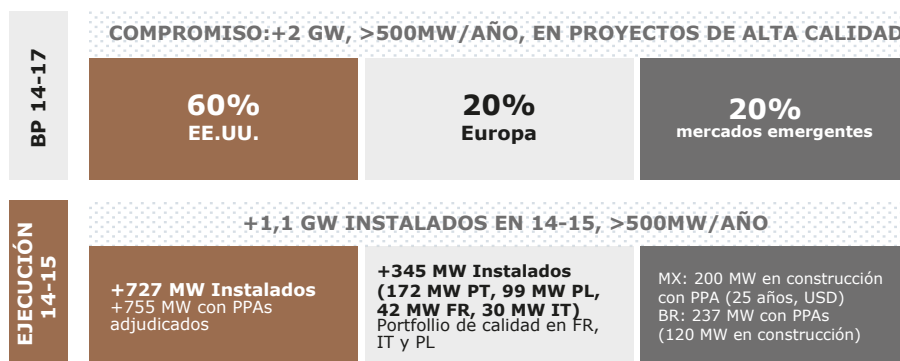 BP 14-17
COMPROMISO:+2 GW, >500MW/AÑO, EN PROYECTOS DE ALTA CALIDAD
60%
EE.UU.
20%
Europa
20%
mercados emergentes
EJECUCIÓN
14-15
+1,1 GW INSTALADOS EN 14-15, >500MW/AÑO
+727 MW Instalados
+755 MW con PPAs
adjudicados
+345 MW Instalados
(172 MW PT, 99 MW PL,
42 MW FR, 30 MW IT)
Portfollio de calidad en FR,
IT y PL
MX: 200 MW en construcción
con PPA (25 años, USD)
BR: 237 MW con PPAs
(120 MW en construcción)